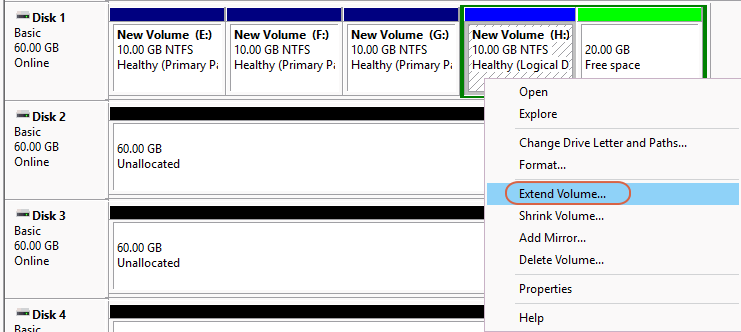 Disk 1
Basic
60.00 GB
Online
New Volume (E:)
10.00 GB NTFS
Healthy (Primary Pa
New Volume (F:)
10.00 GB NTFS
Healthy (Primary Pa
New Volume (G:)
10.00 GB NTFS
Healthy (Primary Pa
New Volume (H:)
10.00 GB NTFS
Healthy (Logical D
20.00 GB
Free space
Disk 2
Basic
60.00 GB
Online
60.00 GB
Unallocated
Disk 3
Basic
60.00 GB
Online
60.00 GB
Unallocated
Disk 4
Open
Explore
Change Drive Letter and Paths...
Format...
Extend Volume...
Shrink Volume...
Add Mirror...
Delete Volume...
Properties
Help